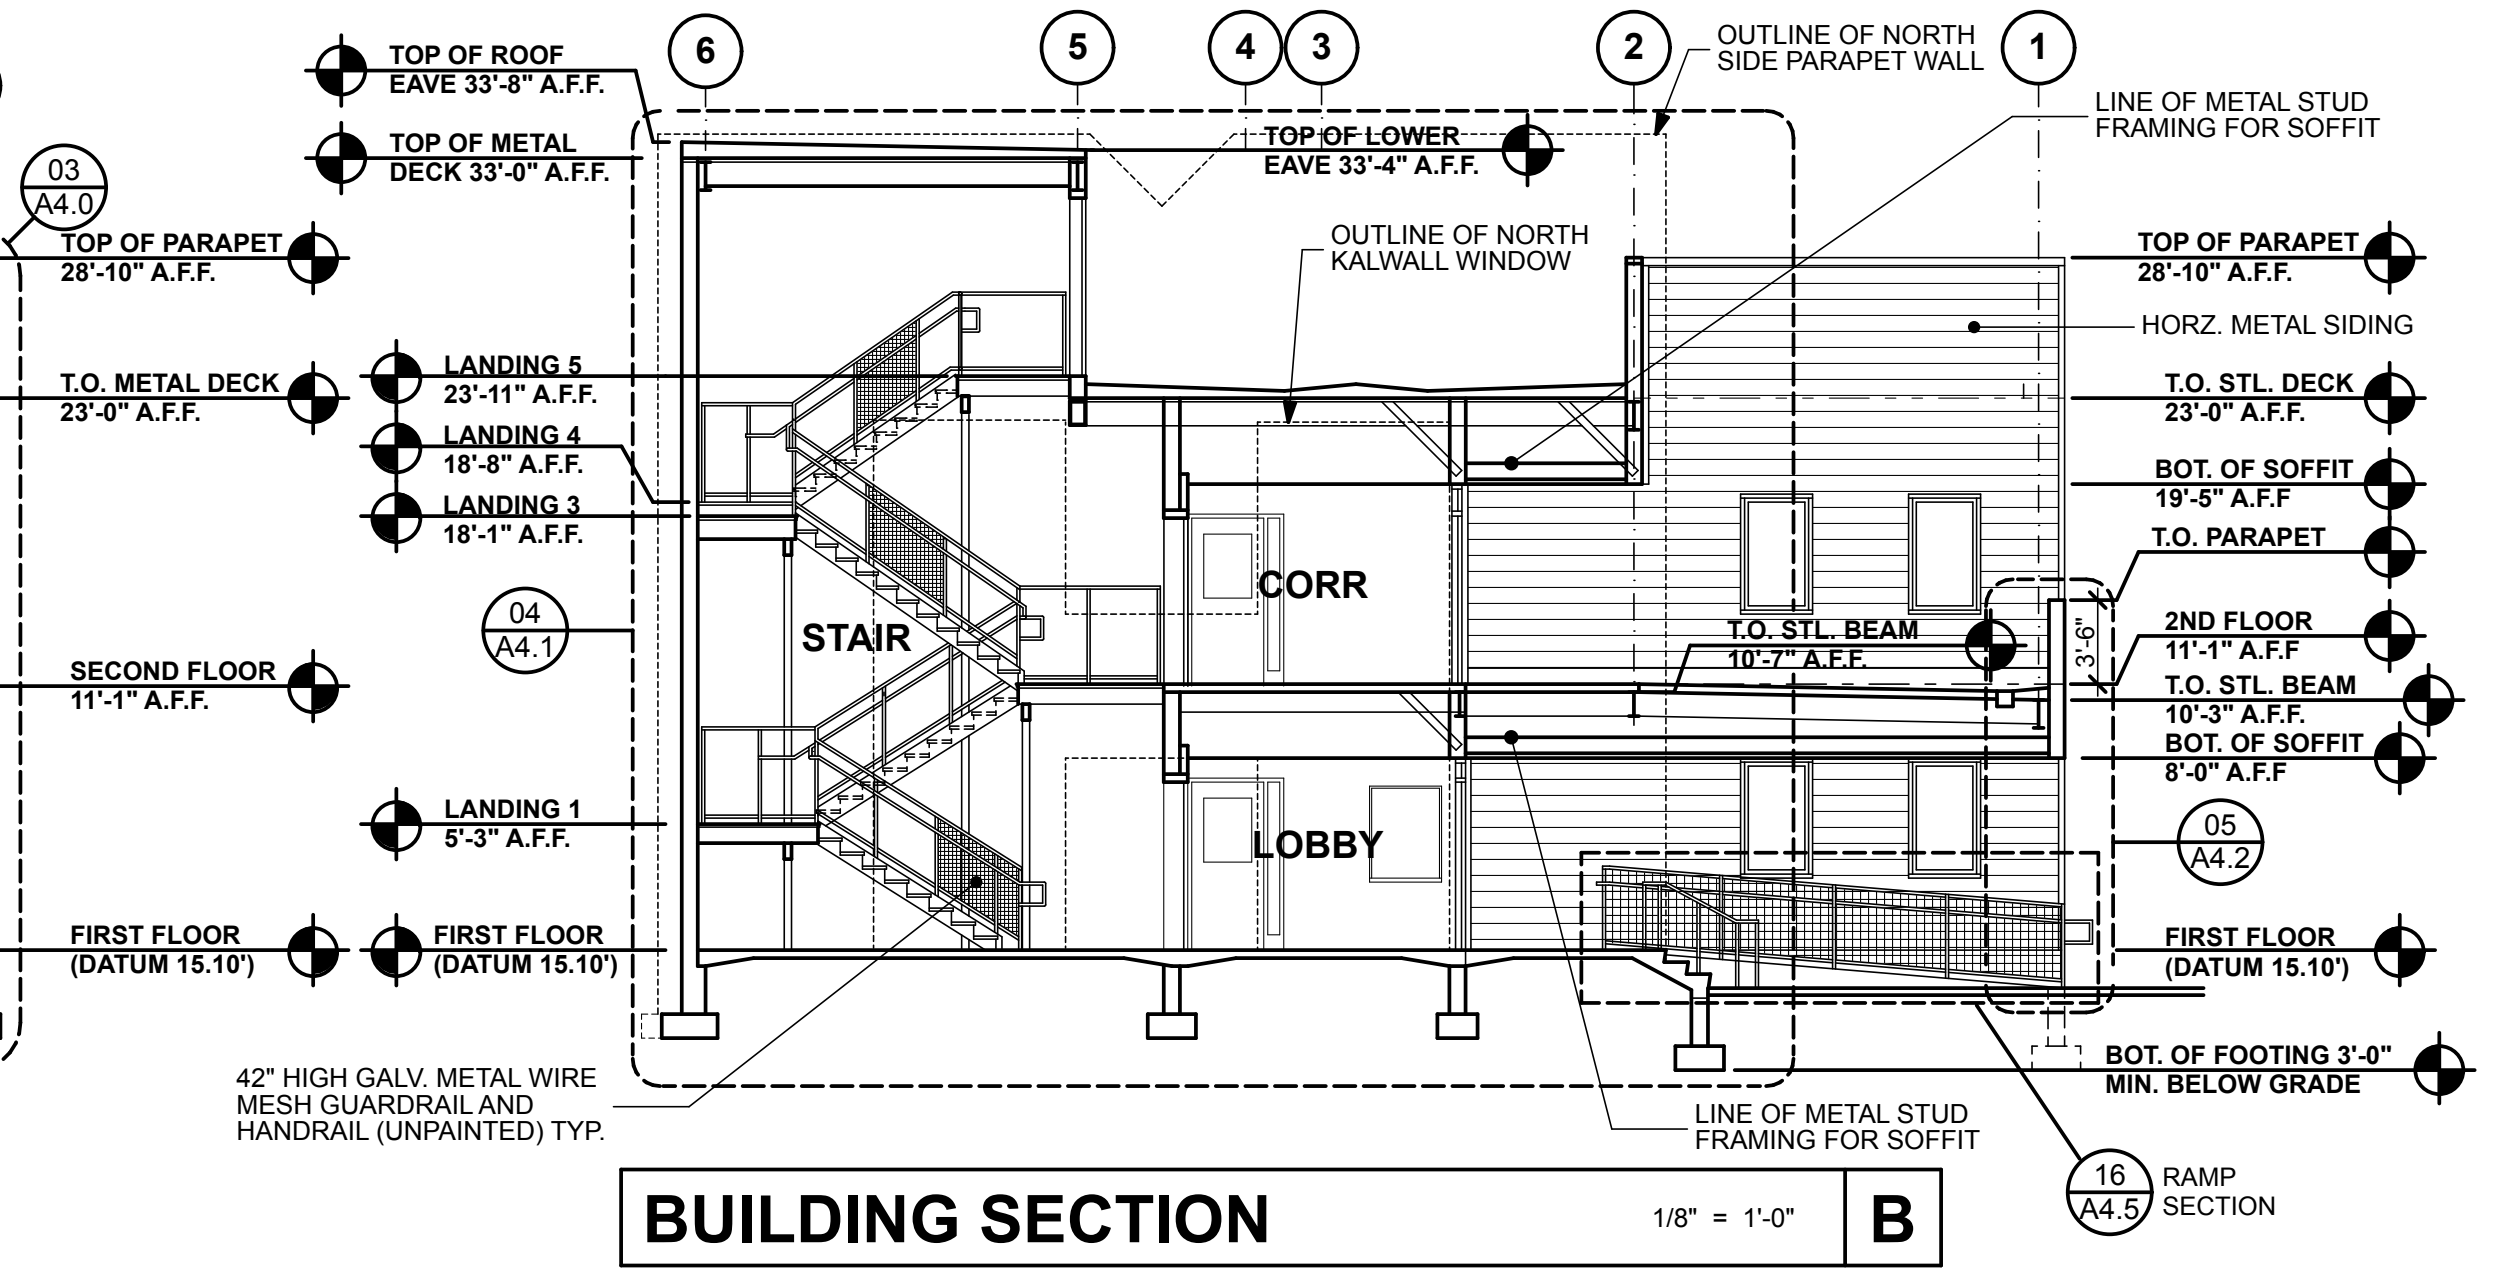 6
5
4
3
2
1
TOP OF ROOF
EAVE 33'-8" A.F.F.
TOP OF METAL
DECK 33'-0" A.F.F.
03
A4.0
TOP OF PARAPET
28'-10" A.F.F.
T.O. METAL DECK
23'-0" A.F.F.
LANDING 5
23'-11" A.F.F.
LANDING 4
18'-8" A.F.F.
LANDING 3
18'-1" A.F.F.
04
A4.1
SECOND FLOOR
11'-1" A.F.F.
LANDING 1
5'-3" A.F.F.
FIRST FLOOR
(DATUM 15.10')
FIRST FLOOR
(DATUM 15.10')
42" HIGH GALV. METAL WIRE
MESH GUARDRAIL AND
HANDRAIL (UNPAINTED) TYP.
TOP OF LOWER
EAVE 33'-4" A.F.F.
OUTLINE OF NORTH
KALWALL WINDOW
STAIR
CORR
LOBBY
T.O. STL. BEAM
10'-7" A.F.F.
OUTLINE OF NORTH
SIDE PARAPET WALL
LINE OF METAL STUD
FRAMING FOR SOFFIT
TOP OF PARAPET
28'-10" A.F.F.
HORZ. METAL SIDING
T.O. STL. DECK
23'-0" A.F.F.
BOT. OF SOFFIT
19'-5" A.F.F
T.O. PARAPET
3'-6"
2ND FLOOR
11'-1" A.F.F
T.O. STL. BEAM
10'-3" A.F.F.
BOT. OF SOFFIT
8'-0" A.F.F
05
A4.2
FIRST FLOOR
(DATUM 15.10')
BOT. OF FOOTING 3'-0"
MIN. BELOW GRADE
LINE OF METAL STUD
FRAMING FOR SOFFIT
16
A4.5
RAMP
SECTION
BUILDING SECTION
1/8" = 1'-0"
B